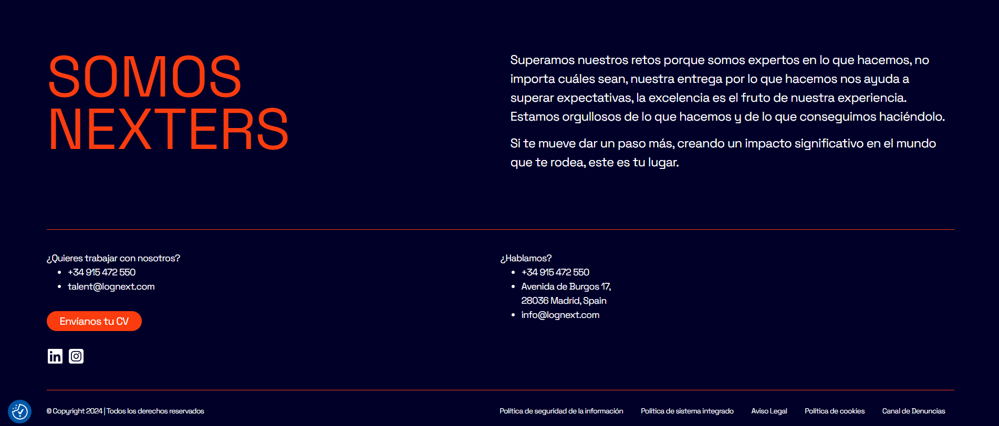 SOMOS
NEXTERS
Superamos nuestros retos porque somos expertos en lo que hacemos, no
importa cuáles sean, nuestra entrega por lo que hacemos nos ayuda a
superar expectativas, la excelencia es el fruto de nuestra experiencia.
Estamos orgullosos de lo que hacemos y de lo que conseguimos haciéndolo.
Si te mueve dar un paso más, creando un impacto significativo en el mundo
que te rodea, este es tu lugar.
¿Quieres trabajar con nosotros?
• +34 915 472 550
• talent@lognext.com
Envíanos tu CV
in
¿Hablamos?
• +34 915 472 550
• Avenida de Burgos 17,
28036 Madrid, Spain
• info@lognext.com
© Copyright 2024 | Todos los derechos reservados
Política de seguridad de la información
Política de sistema integrado
Aviso Legal
Política de cookies
Canal de Denuncias